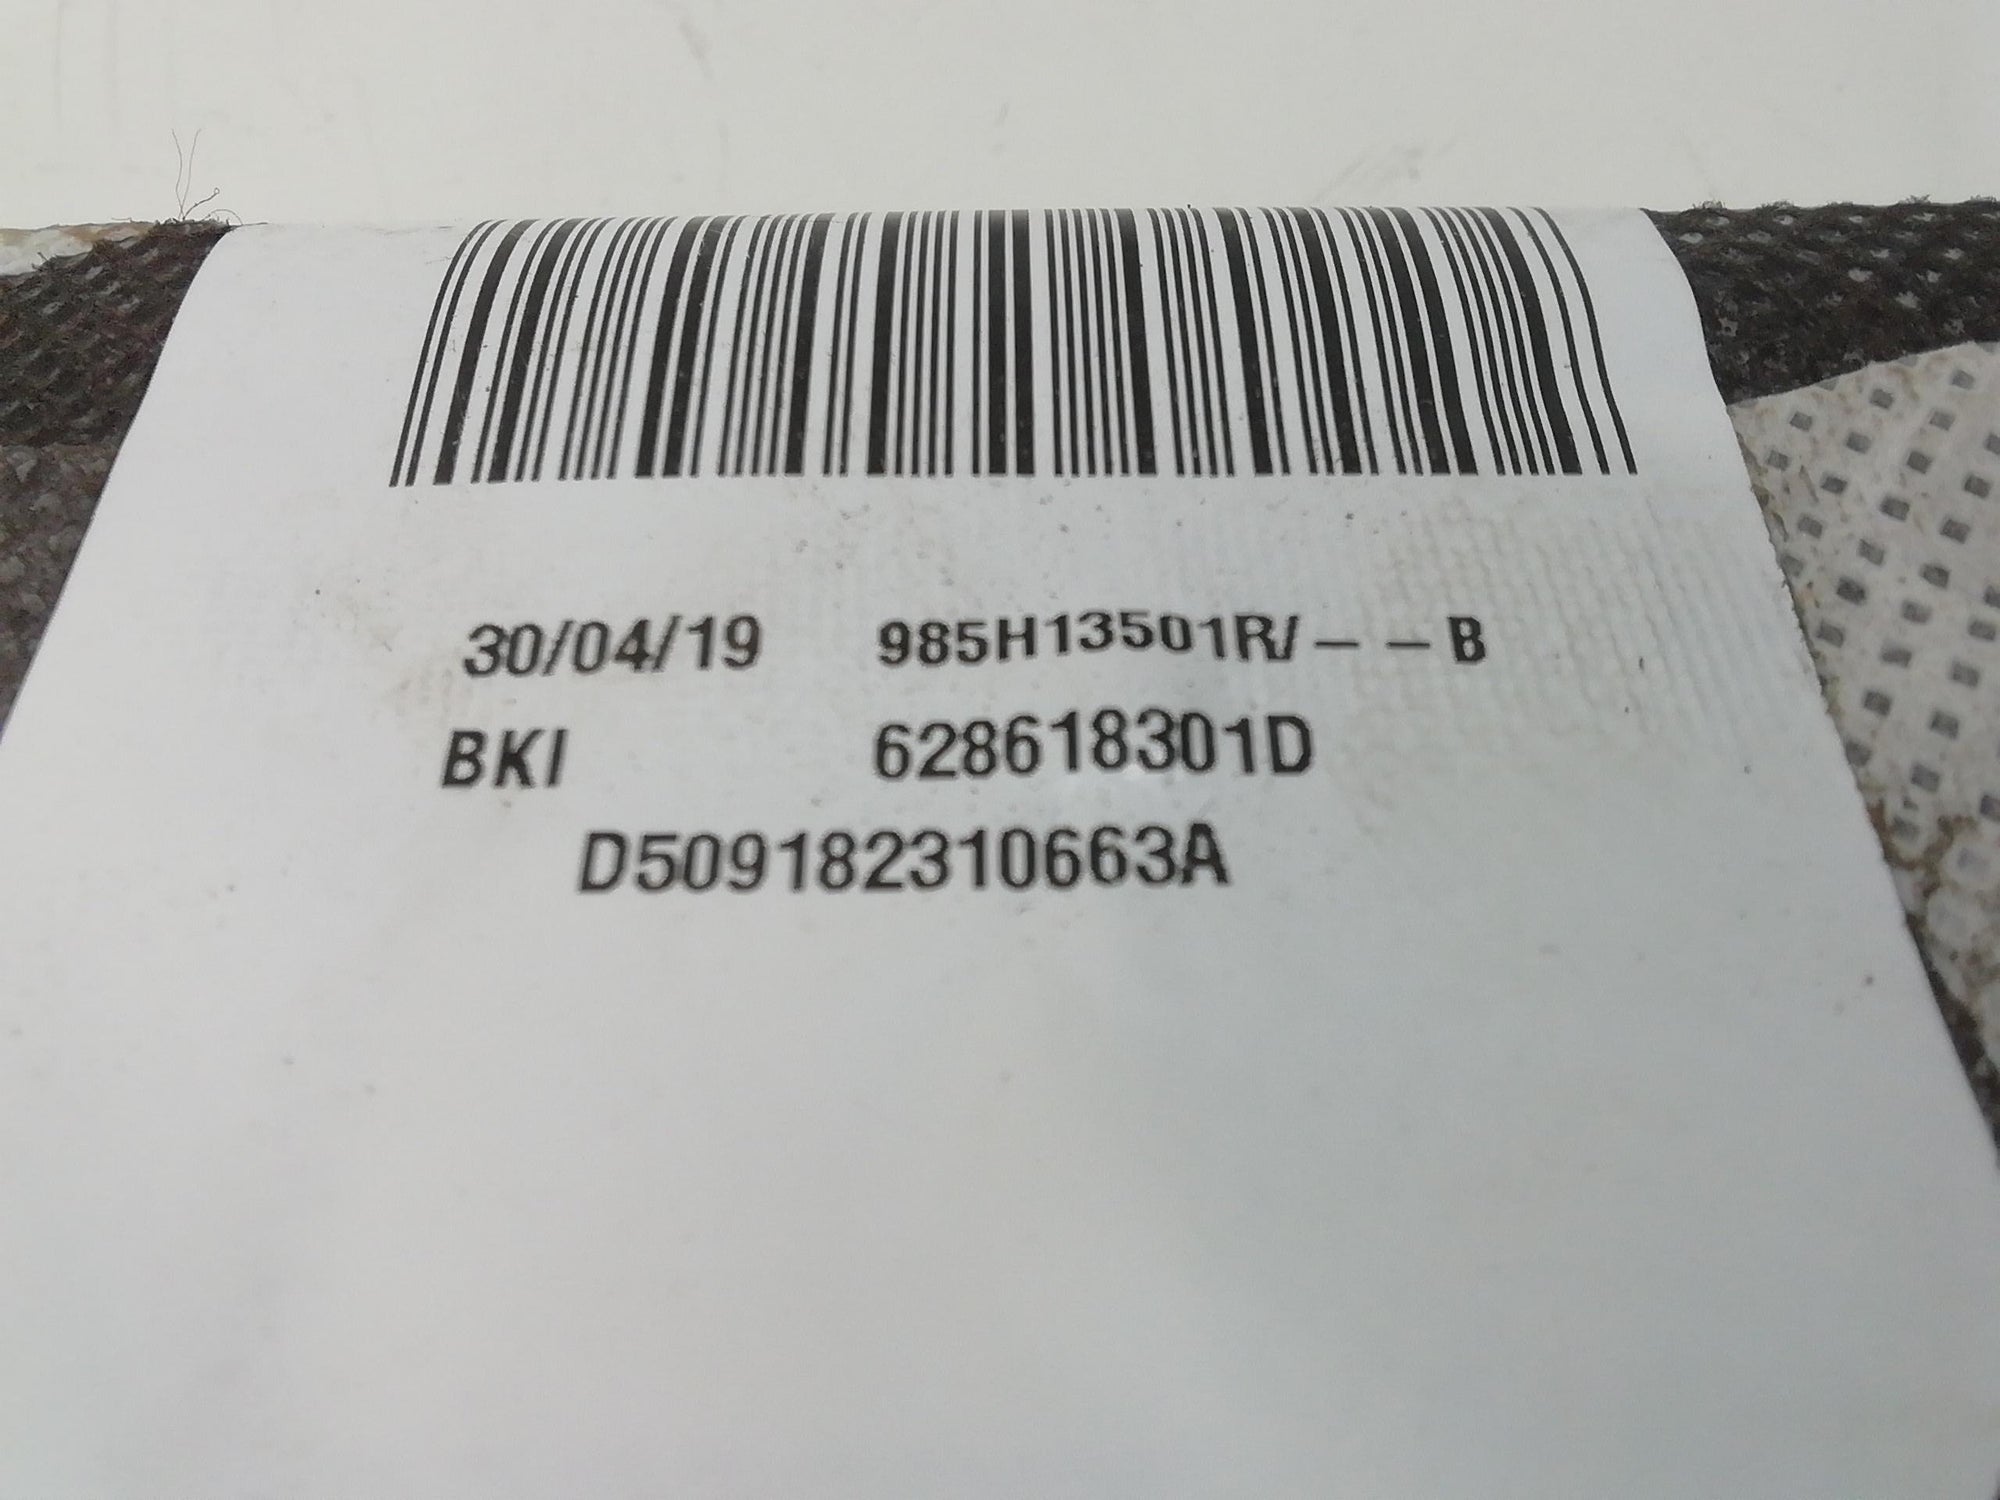 30/04/19 985H13501R/--B
BKI 628618301D
D509182310663A